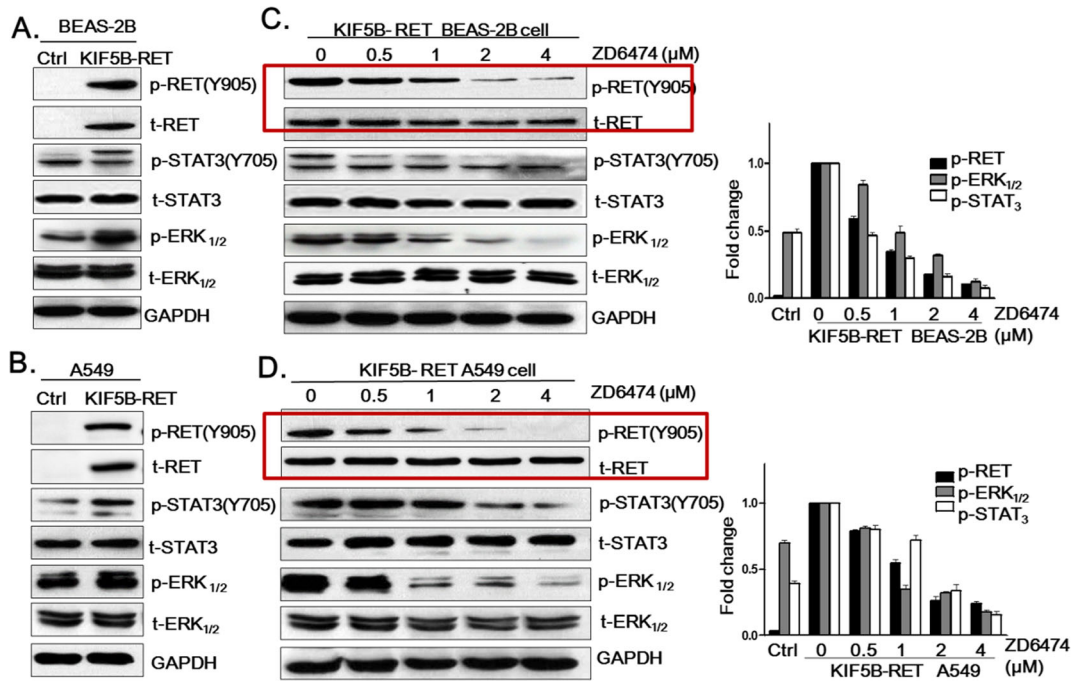 A.
BEAS-2B
Ctrl KIF5B-RET
p-RET(Y905)
t-RET
p-STAT3(Y705)
t-STAT3
p-ERK1/2
t-ERK1/2
GAPDH
C.
KIF5B- RET BEAS-2B cell
0 0.5 1 2 4 ZD6474 (μM)
p-RET(Y905)
t-RET
p-STAT3(Y705)
t-STAT3
p-ERK1/2
t-ERK1/2
GAPDH
Fold change
1.0
0.5
0.0
p-RET
p-ERK1/2
p-STAT3
Ctrl 0 0.5 1 2 4 ZD6474
KIF5B-RET BEAS-2B (μM)
B.
A549
Ctrl KIF5B-RET
p-RET(Y905)
t-RET
p-STAT3(Y705)
t-STAT3
p-ERK1/2
t-ERK1/2
GAPDH
D.
KIF5B- RET A549 cell
0 0.5 1 2 4 ZD6474 (μM)
p-RET(Y905)
t-RET
p-STAT3(Y705)
t-STAT3
p-ERK1/2
t-ERK1/2
GAPDH
Fold change
1.0
0.5
0.0
p-RET
p-ERK1/2
p-STAT3
Ctrl 0 0.5 1 2 4 ZD6474
KIF5B-RET A549 (μM)